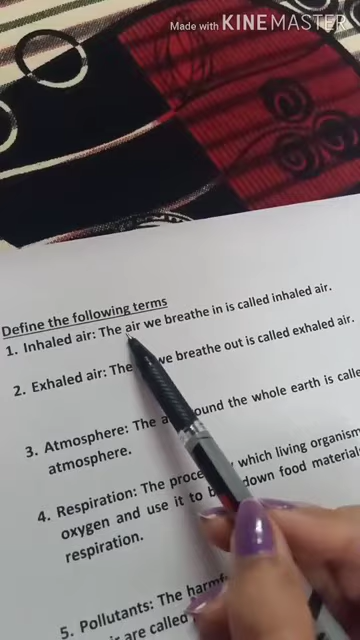 Made with KINEMASTER
Define the following terms
1. Inhaled air: The air we breathe in is called inhaled air.
2. Exhaled air: The we breathe out is called exhaled air.
3. Atmosphere: The ound the whole earth is calle
atmosphere.
4. Respiration: The proce which living organism
oxygen and use it to down food material
respiration.
5. Pollutants: The harmf
air are called